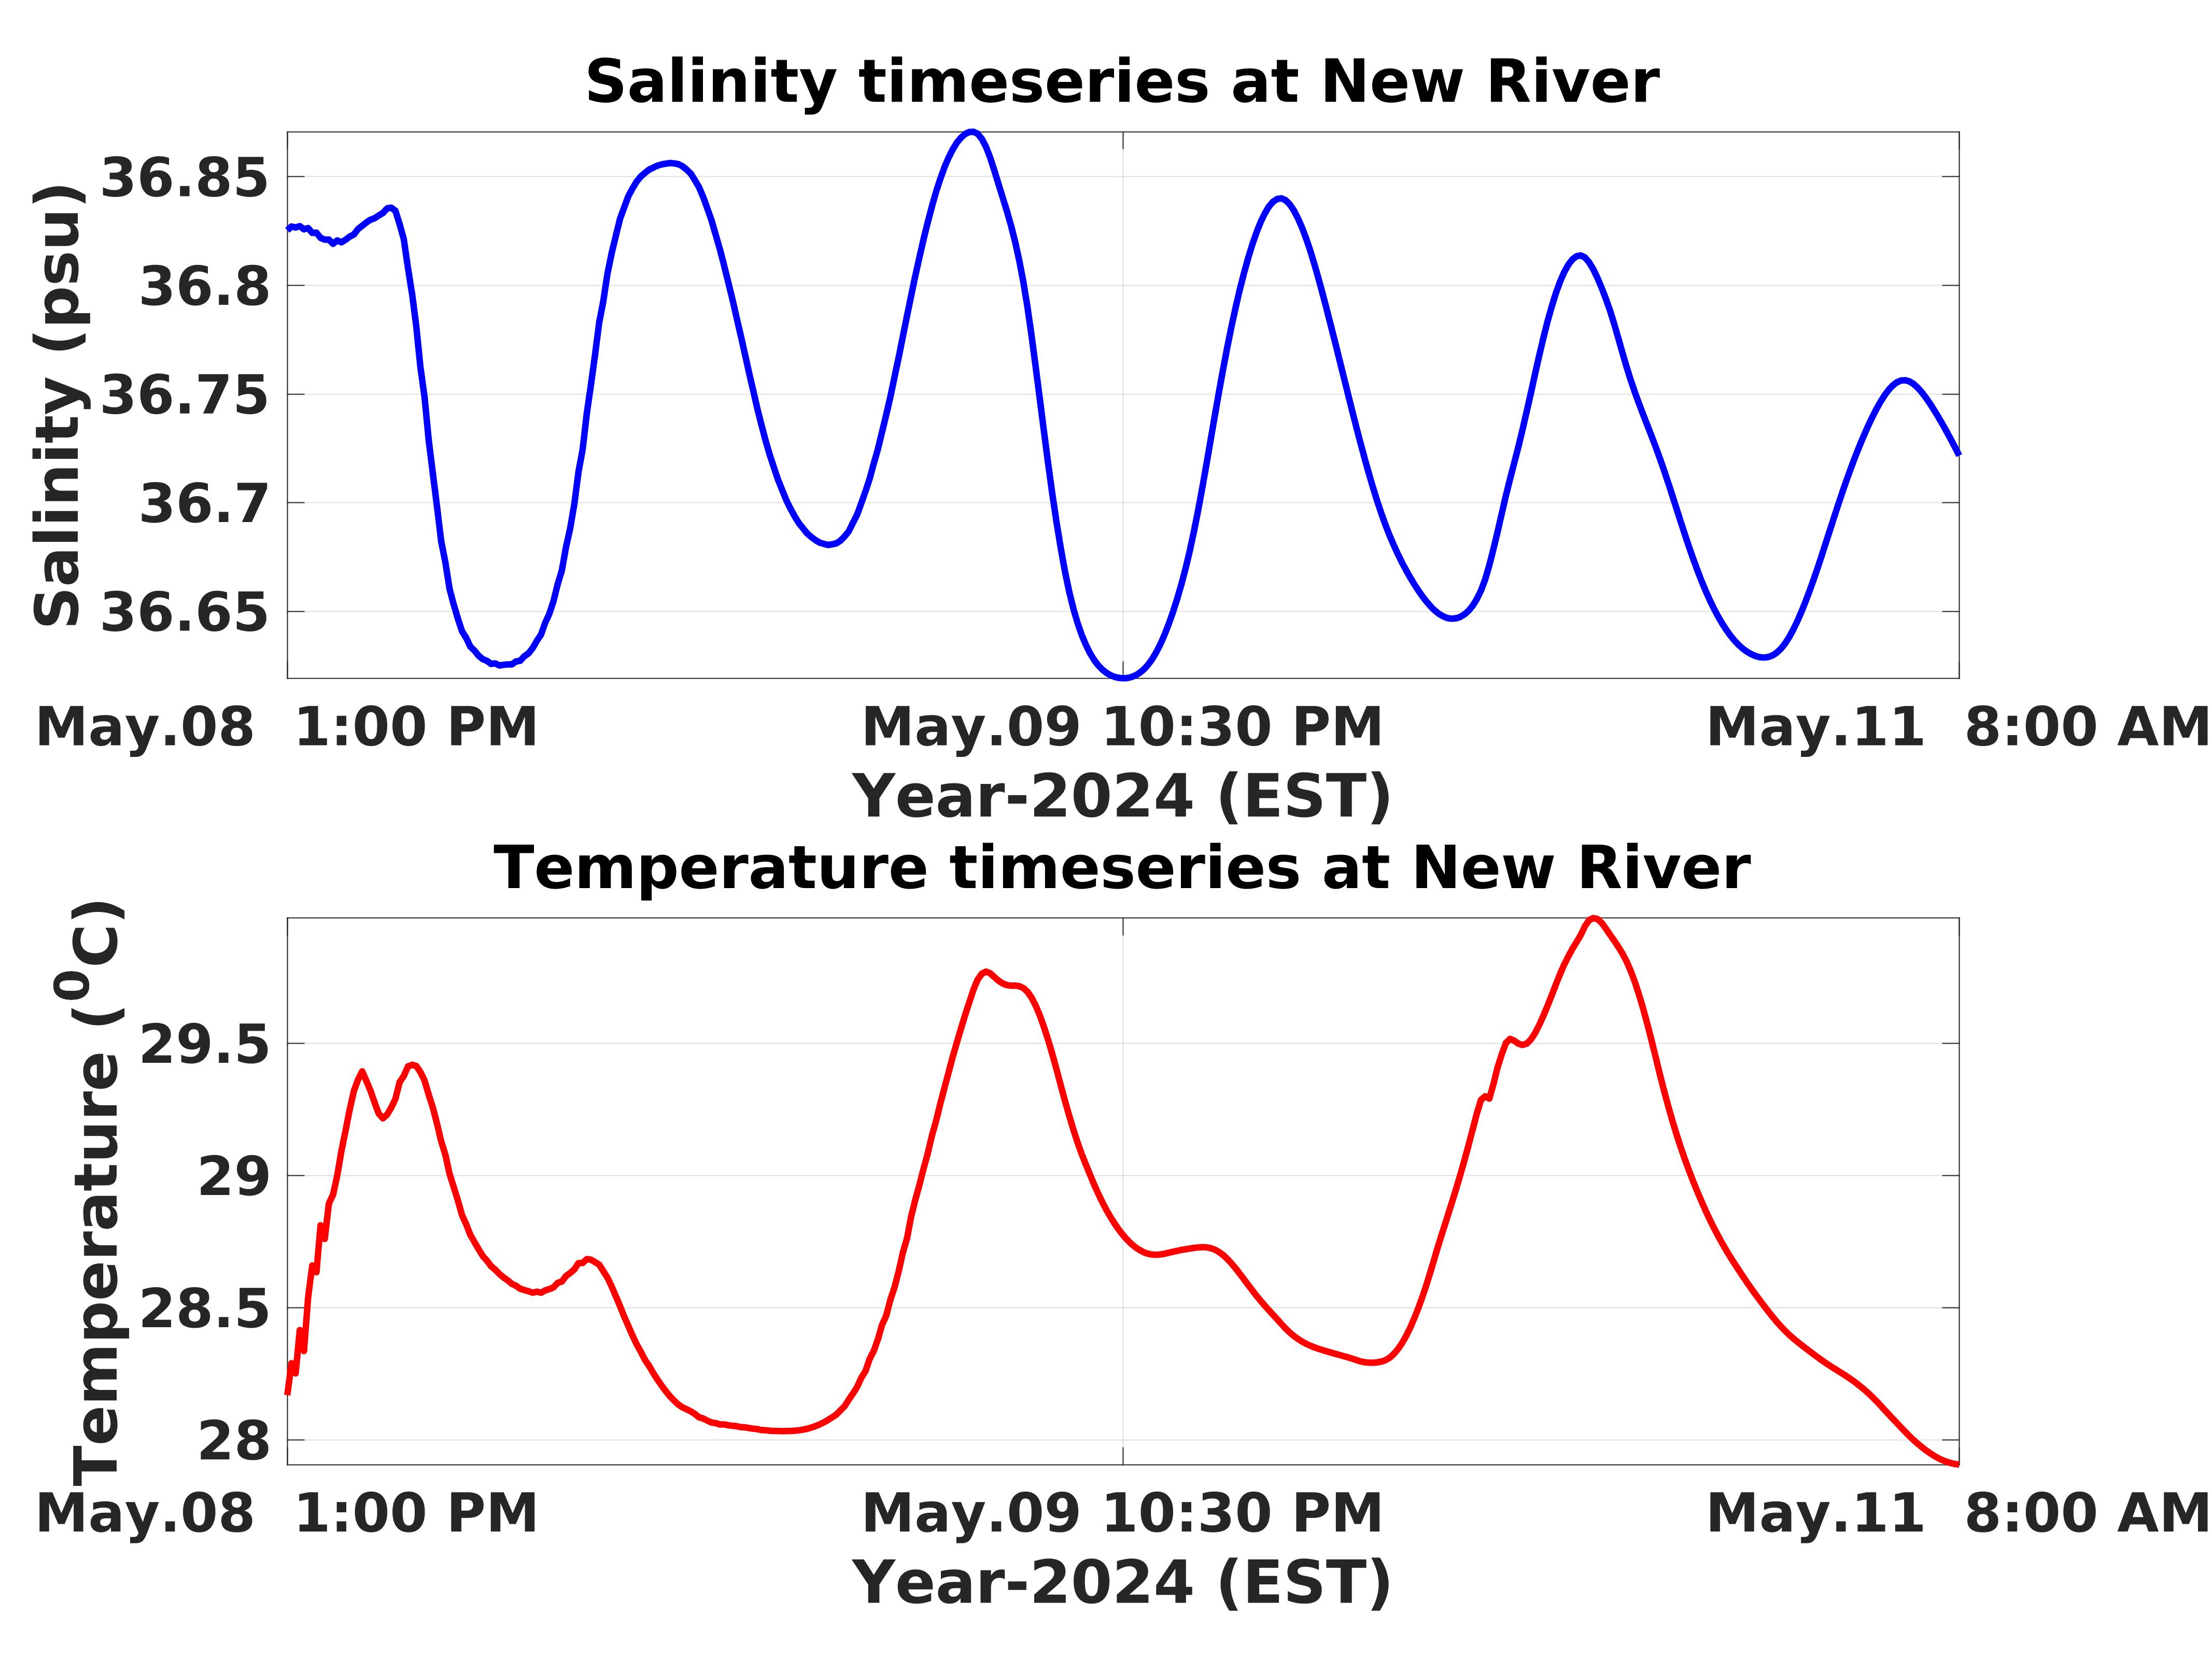 Salinity timeseries at New River
Salinity (psu)
36.85
36.8
36.75
36.7
36.65
May.08 1:00 PM
May.09 10:30 PM
May.11 8:00 AM
Year-2024 (EST)
Temperature timeseries at New River
Temperature (⁰C)
29.5
29
28.5
28
May.08 1:00 PM
May.09 10:30 PM
May.11 8:00 AM
Year-2024 (EST)